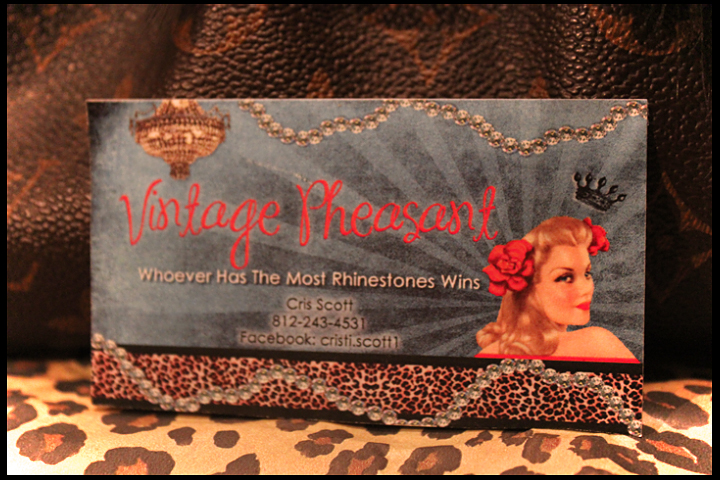 Vintage Pheasant
Whoever Has The Most Rhinestones Wins
Cris Scott
812-243-4531
Facebook: cristi.scott1